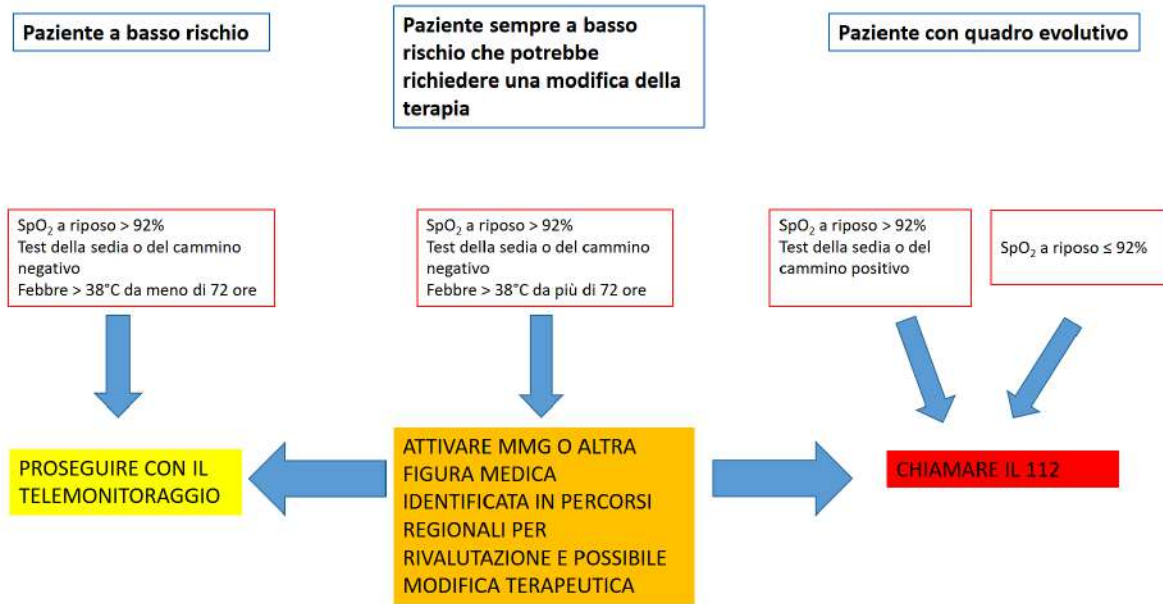 Paziente a basso rischio
Paziente sempre a basso
rischio che potrebbe
richiedere una modifica della
terapia
Paziente con quadro evolutivo
SpO₂ a riposo > 92%
Test della sedia o del cammino
negativo
Febbre > 38°C da meno di 72 ore
SpO₂ a riposo > 92%
Test della sedia o del cammino
negativo
Febbre > 38°C da più di 72 ore
SpO₂ a riposo > 92%
Test della sedia o del
cammino positivo
SpO₂ a riposo ≤ 92%
PROSEGUIRE CON IL
TELEMONITORAGGIO
ATTIVARE MMG O ALTRA
FIGURA MEDICA
IDENTIFICATA IN PERCORSI
REGIONALI PER
RIVALUTAZIONE E POSSIBILE
MODIFICA TERAPEUTICA
CHIAMARE IL 112